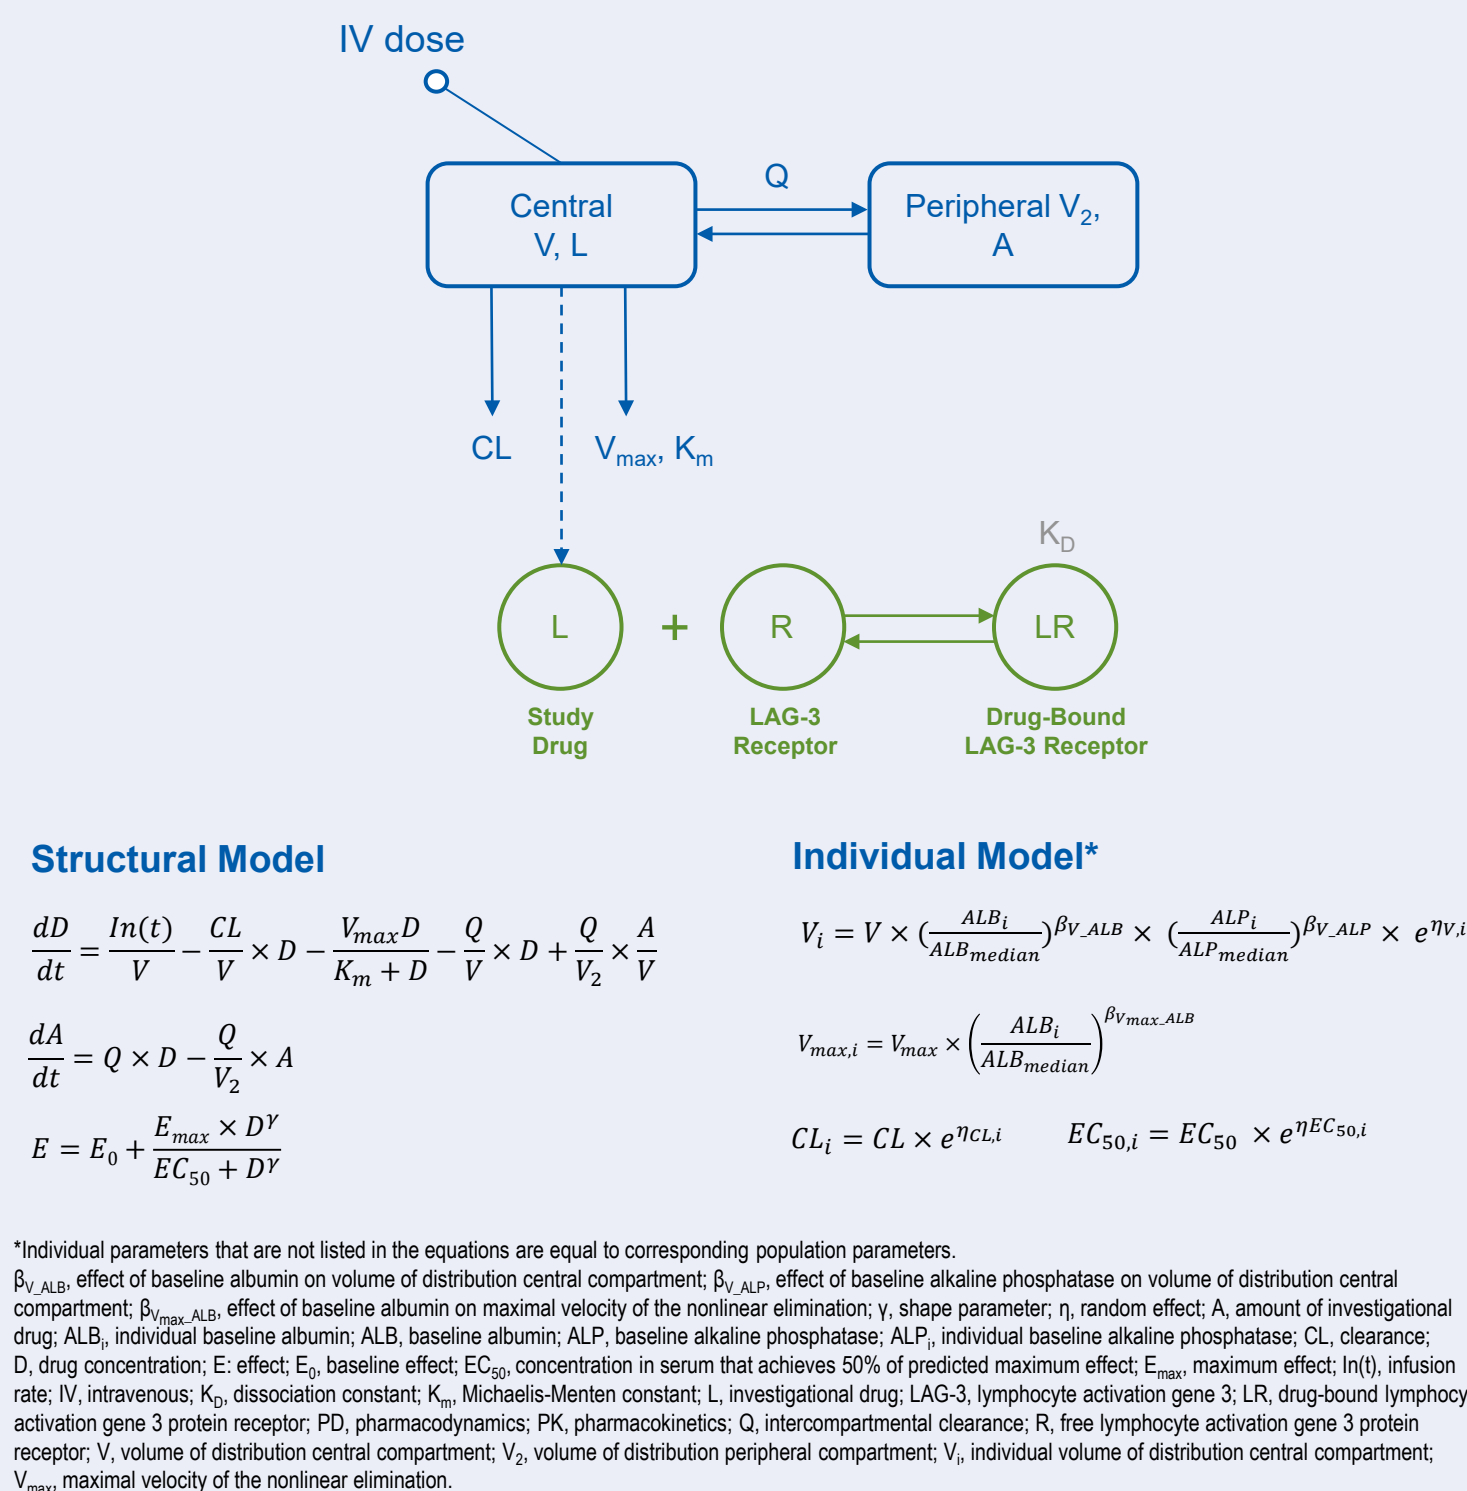 IV dose
Central
V, L
Q
Peripheral V₂,
A
CL
Vmax, Km
KD
L
+
R
LR
Study
Drug
LAG-3
Receptor
Drug-Bound
LAG-3 Receptor
Structural Model
dD/dt = In(t)/V − CL/V × D − VmaxD/(Km + D) − Q/V × D + Q/V₂ × A/V
dA/dt = Q × D − Q/V₂ × A
E = E₀ + (Emax × D^γ)/(EC₅₀ + D^γ)
Individual Model*
Vi = V × (ALBi/ALBmedian)^βV_ALB × (ALPi/ALPmedian)^βV_ALP × e^ηV,i
Vmax,i = Vmax × (ALBi/ALBmedian)^βVmax_ALB
CLi = CL × e^ηCL,i EC₅₀,i = EC₅₀ × e^ηEC₅₀,i
*Individual parameters that are not listed in the equations are equal to corresponding population parameters.
βV_ALB, effect of baseline albumin on volume of distribution central compartment; βV_ALP, effect of baseline alkaline phosphatase on volume of distribution central
compartment; βVmax_ALB, effect of baseline albumin on maximal velocity of the nonlinear elimination; γ, shape parameter; η, random effect; A, amount of investigational
drug; ALBi, individual baseline albumin; ALB, baseline albumin; ALP, baseline alkaline phosphatase; ALPi, individual baseline alkaline phosphatase; CL, clearance;
D, drug concentration; E: effect; E₀, baseline effect; EC₅₀, concentration in serum that achieves 50% of predicted maximum effect; Emax, maximum effect; In(t), infusion
rate; IV, intravenous; KD, dissociation constant; Km, Michaelis-Menten constant; L, investigational drug; LAG-3, lymphocyte activation gene 3; LR, drug-bound lymphocy
activation gene 3 protein receptor; PD, pharmacodynamics; PK, pharmacokinetics; Q, intercompartmental clearance; R, free lymphocyte activation gene 3 protein
receptor; V, volume of distribution central compartment; V₂, volume of distribution peripheral compartment; Vi, individual volume of distribution central compartment;
Vmax, maximal velocity of the nonlinear elimination.